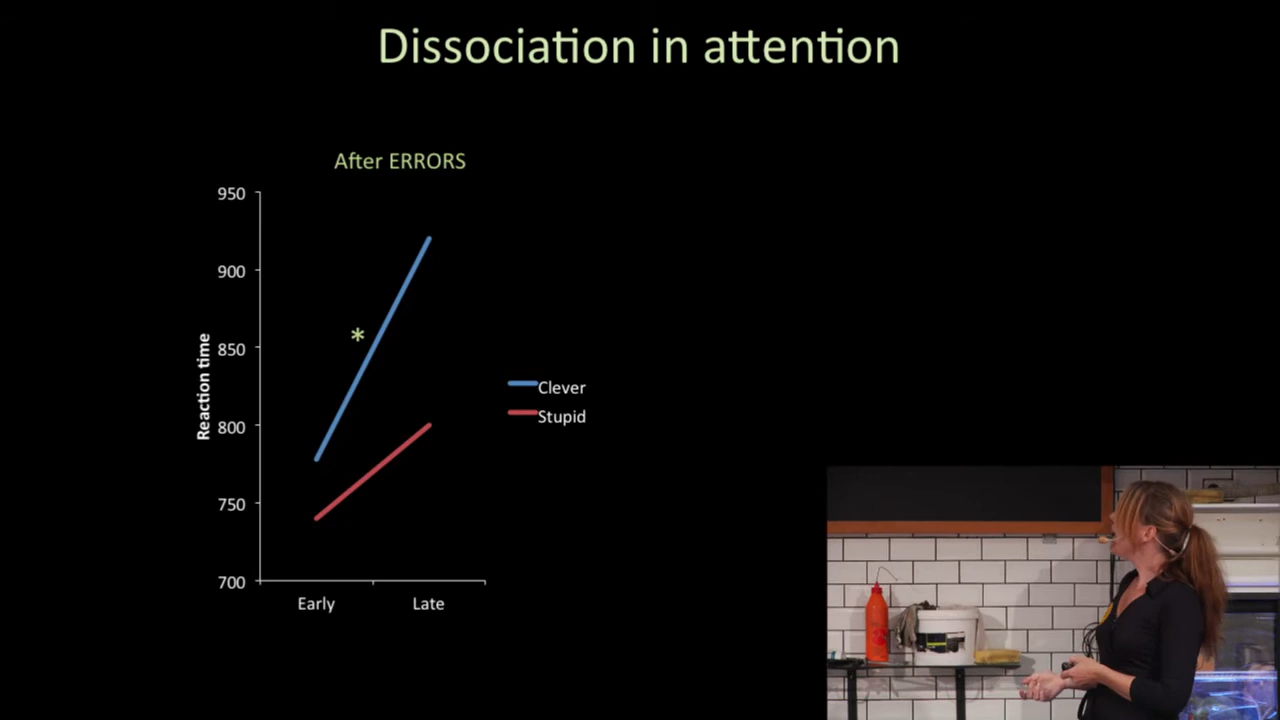 Dissociation in attention
After ERRORS
950
900
850
800
750
700
Reaction time
*
Early
Late
Clever
Stupid